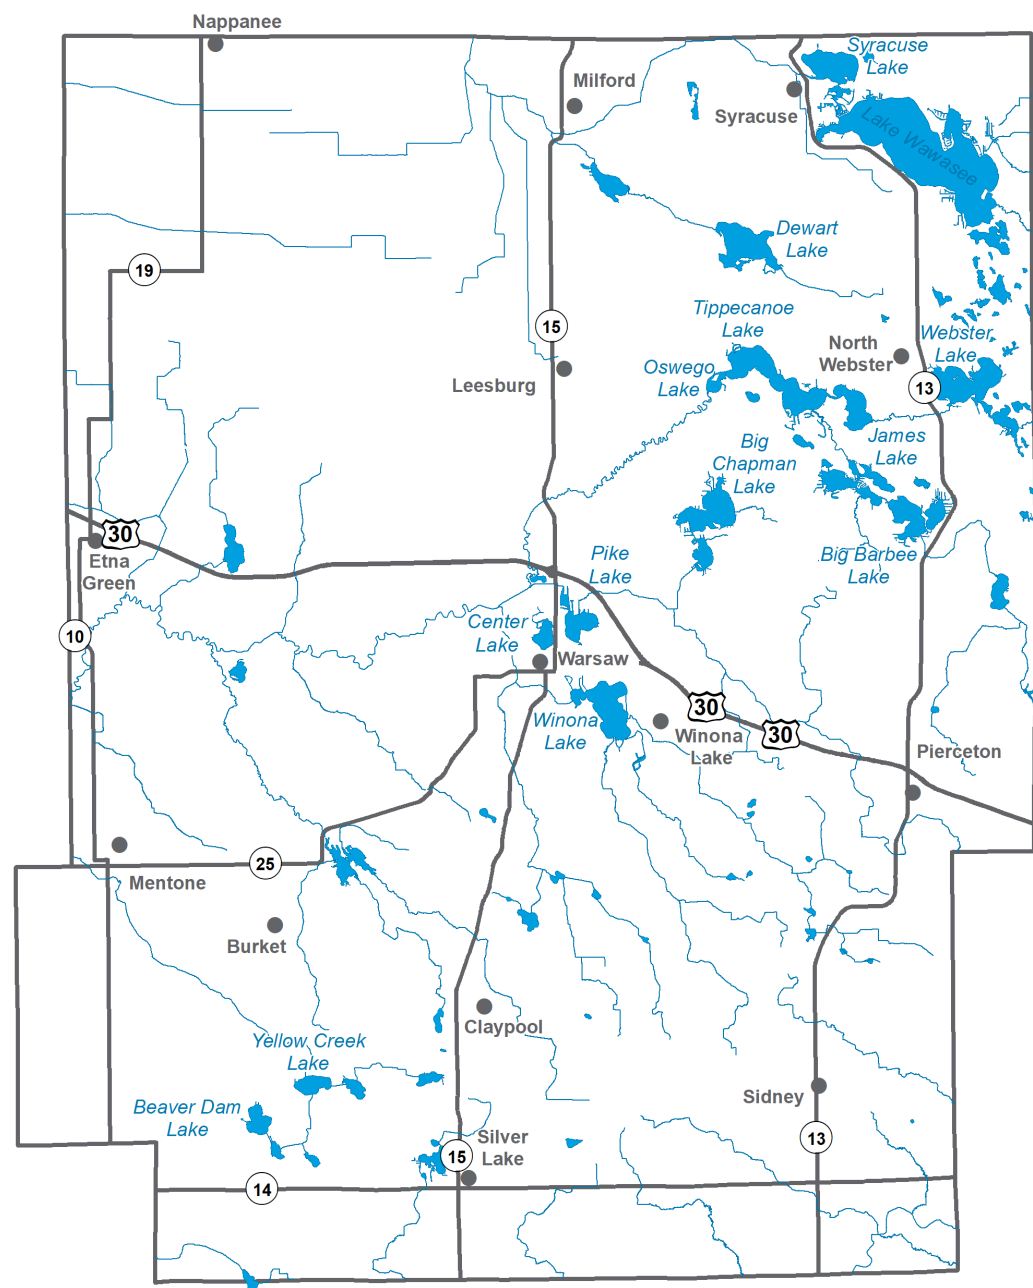 Nappanee
Syracuse
Lake
Milford
Syracuse
Lake Wawasee
Dewart
Lake
19
Tippecanoe
Lake
15
North
Webster
Webster
Lake
Oswego
Lake
Leesburg
13
James
Lake
Big
Chapman
Lake
30
Etna
Green
Pike
Lake
Big Barbee
Lake
10
Center
Lake
Warsaw
30
Winona
Lake
Winona
Lake
30
Pierceton
25
Mentone
Burket
Claypool
Yellow Creek
Lake
Sidney
Beaver Dam
Lake
Silver
Lake
13
15
14